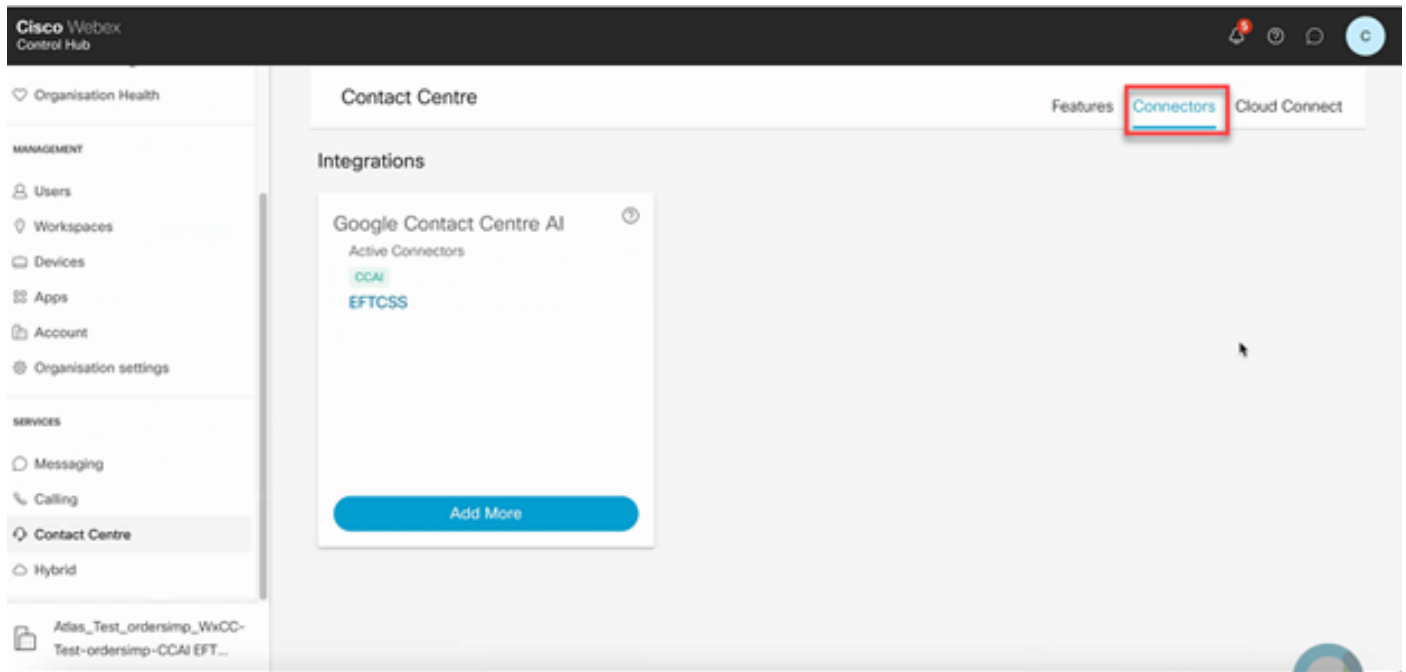 Cisco Webex
Control Hub
5
C
Organisation Health
MANAGEMENT
Users
Workspaces
Devices
Apps
Account
Organisation settings
SERVICES
Messaging
Calling
Contact Centre
Hybrid
Atlas_Test_ordersimp_WxCC-
Test-ordersimp-CCAI EFT...
Contact Centre
Features Connectors Cloud Connect
Integrations
Google Contact Centre AI
Active Connectors
CCAI
EFTCSS
Add More